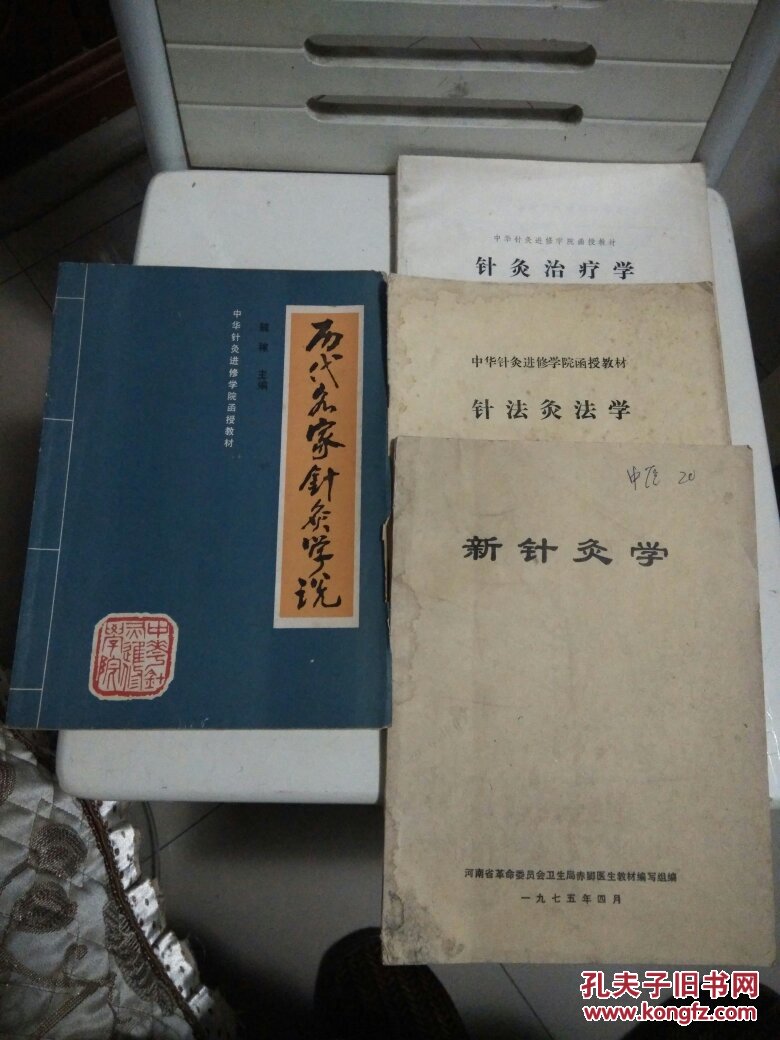 历代名家針灸学说
主编
中华针灸进修学院函授教材
中华针灸进修学院
中华针灸进修学院函授教材
针灸治疗学
中华针灸进修学院函授教材
针法灸法学
中医 20
新针灸学
河南省革命委员会卫生局赤脚医生教材编写组编
一九七五年四月
孔夫子旧书网
www.kongfz.com